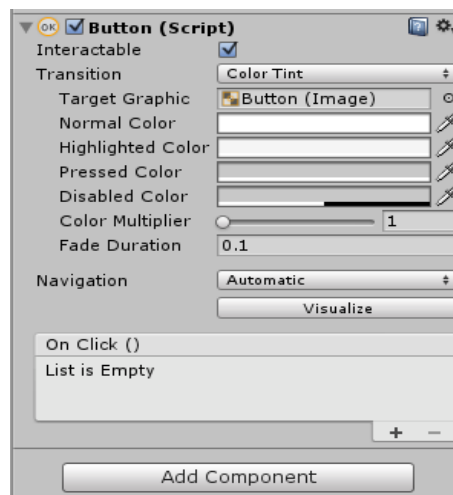 OK Button (Script)
Interactable
Transition Color Tint
Target Graphic Button (Image)
Normal Color
Highlighted Color
Pressed Color
Disabled Color
Color Multiplier 1
Fade Duration 0.1
Navigation Automatic
Visualize
On Click ()
List is Empty
+ −
Add Component